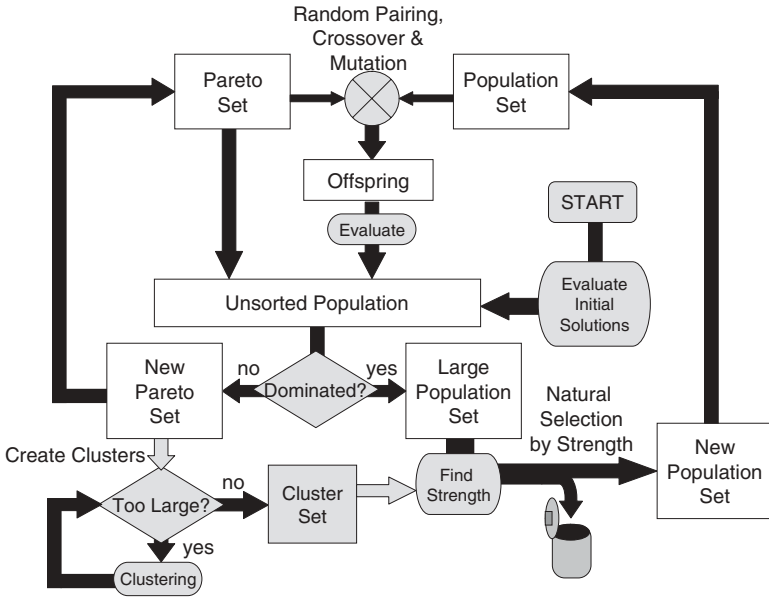 Random Pairing,
Crossover &
Mutation
Pareto
Set
Population
Set
Offspring
Evaluate
START
Evaluate
Initial
Solutions
Unsorted Population
New
Pareto
Set
no
Dominated?
yes
Large
Population
Set
Natural
Selection
by Strength
New
Population
Set
Create Clusters
Too Large?
no
Cluster
Set
Find
Strength
yes
Clustering